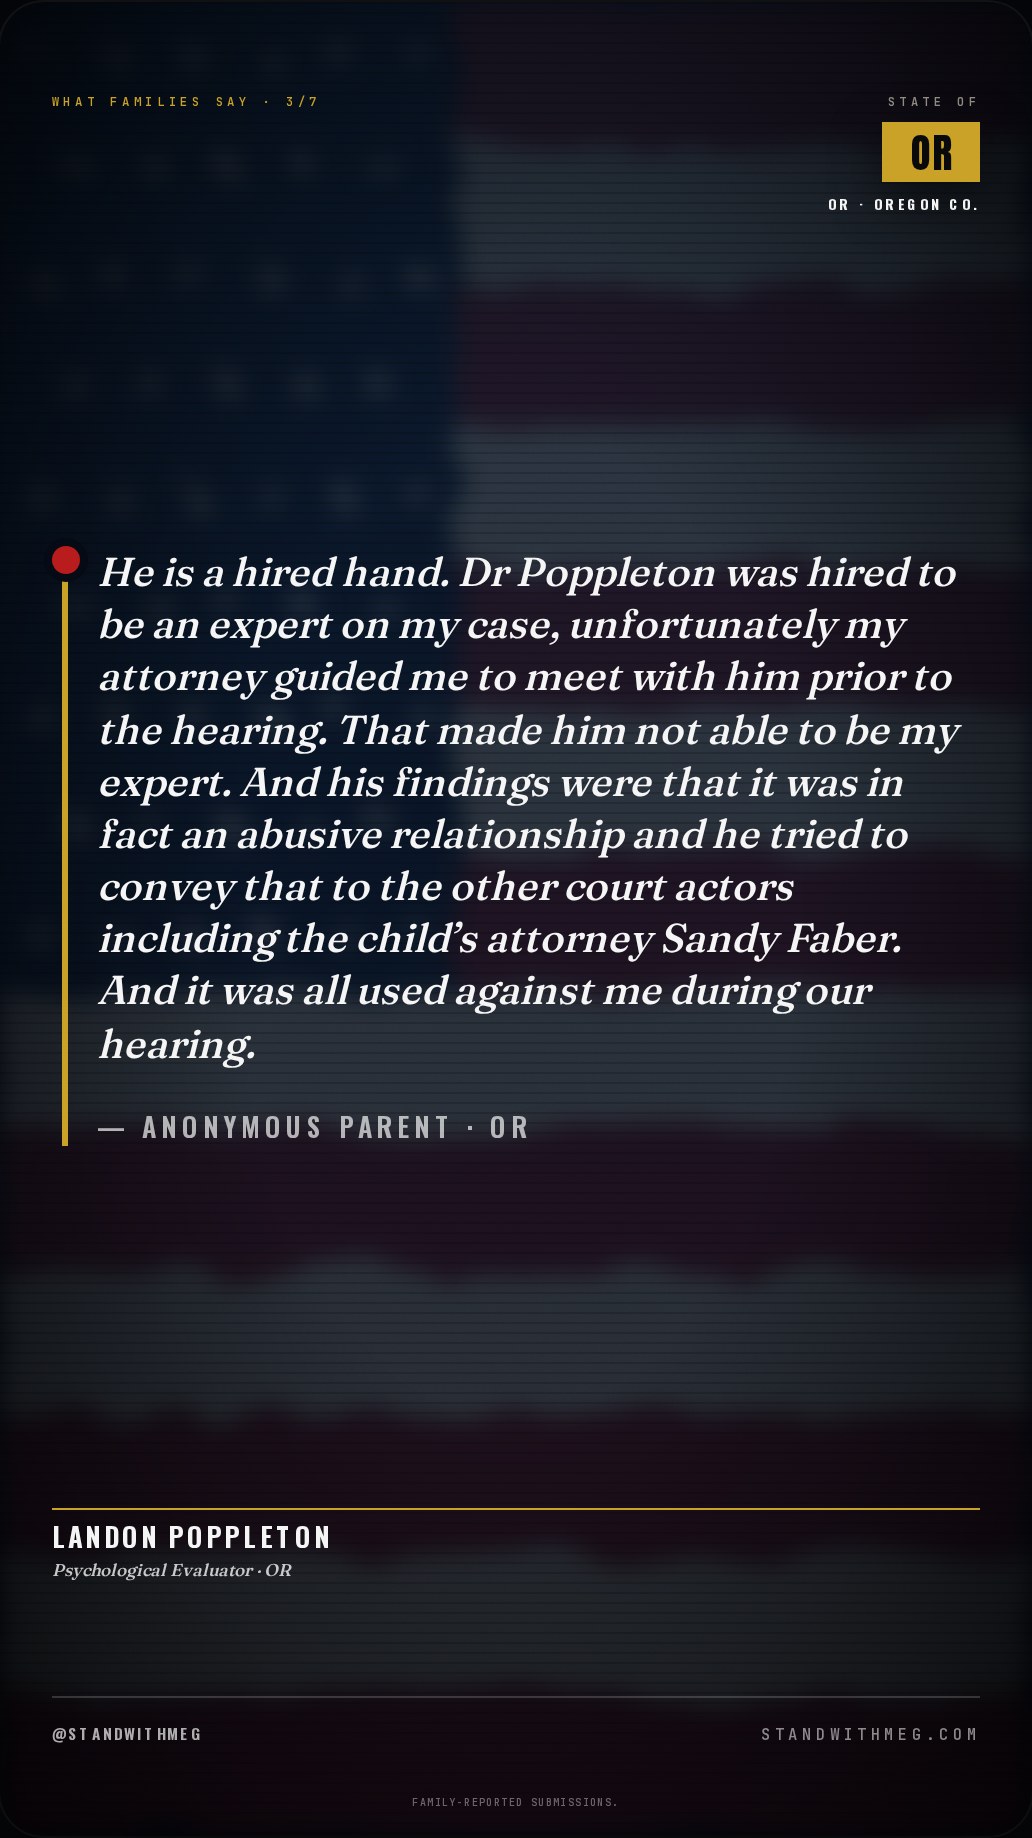 WHAT FAMILIES SAY · 3/7
STATE OF
OR
OR · OREGON CO.
He is a hired hand. Dr Poppleton was hired to
be an expert on my case, unfortunately my
attorney guided me to meet with him prior to
the hearing. That made him not able to be my
expert. And his findings were that it was in
fact an abusive relationship and he tried to
convey that to the other court actors
including the child’s attorney Sandy Faber.
And it was all used against me during our
hearing.
— ANONYMOUS PARENT · OR
LANDON POPPLETON
Psychological Evaluator · OR
@STANDWITHMEG
STANDWITHMEG.COM
FAMILY-REPORTED SUBMISSIONS.